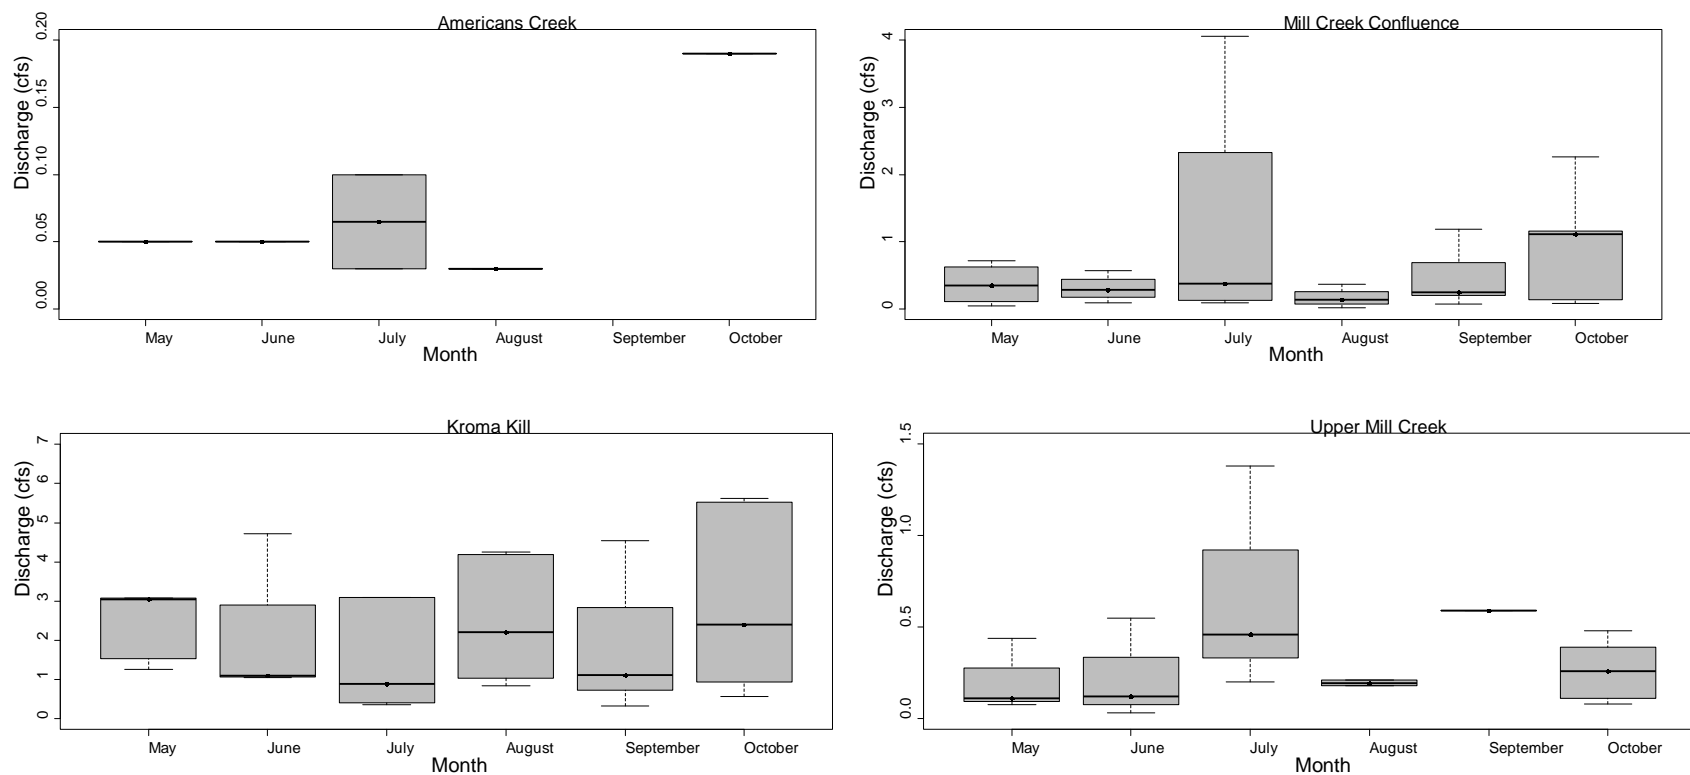 Americans Creek
Discharge (cfs)
0.20
0.15
0.10
0.05
0.00
May June July August September October
Month
Mill Creek Confluence
Discharge (cfs)
4
3
2
1
0
May June July August September October
Month
Kroma Kill
Discharge (cfs)
7
6
5
4
3
2
1
0
May June July August September October
Month
Upper Mill Creek
Discharge (cfs)
1.5
1.0
0.5
0.0
May June July August September October
Month